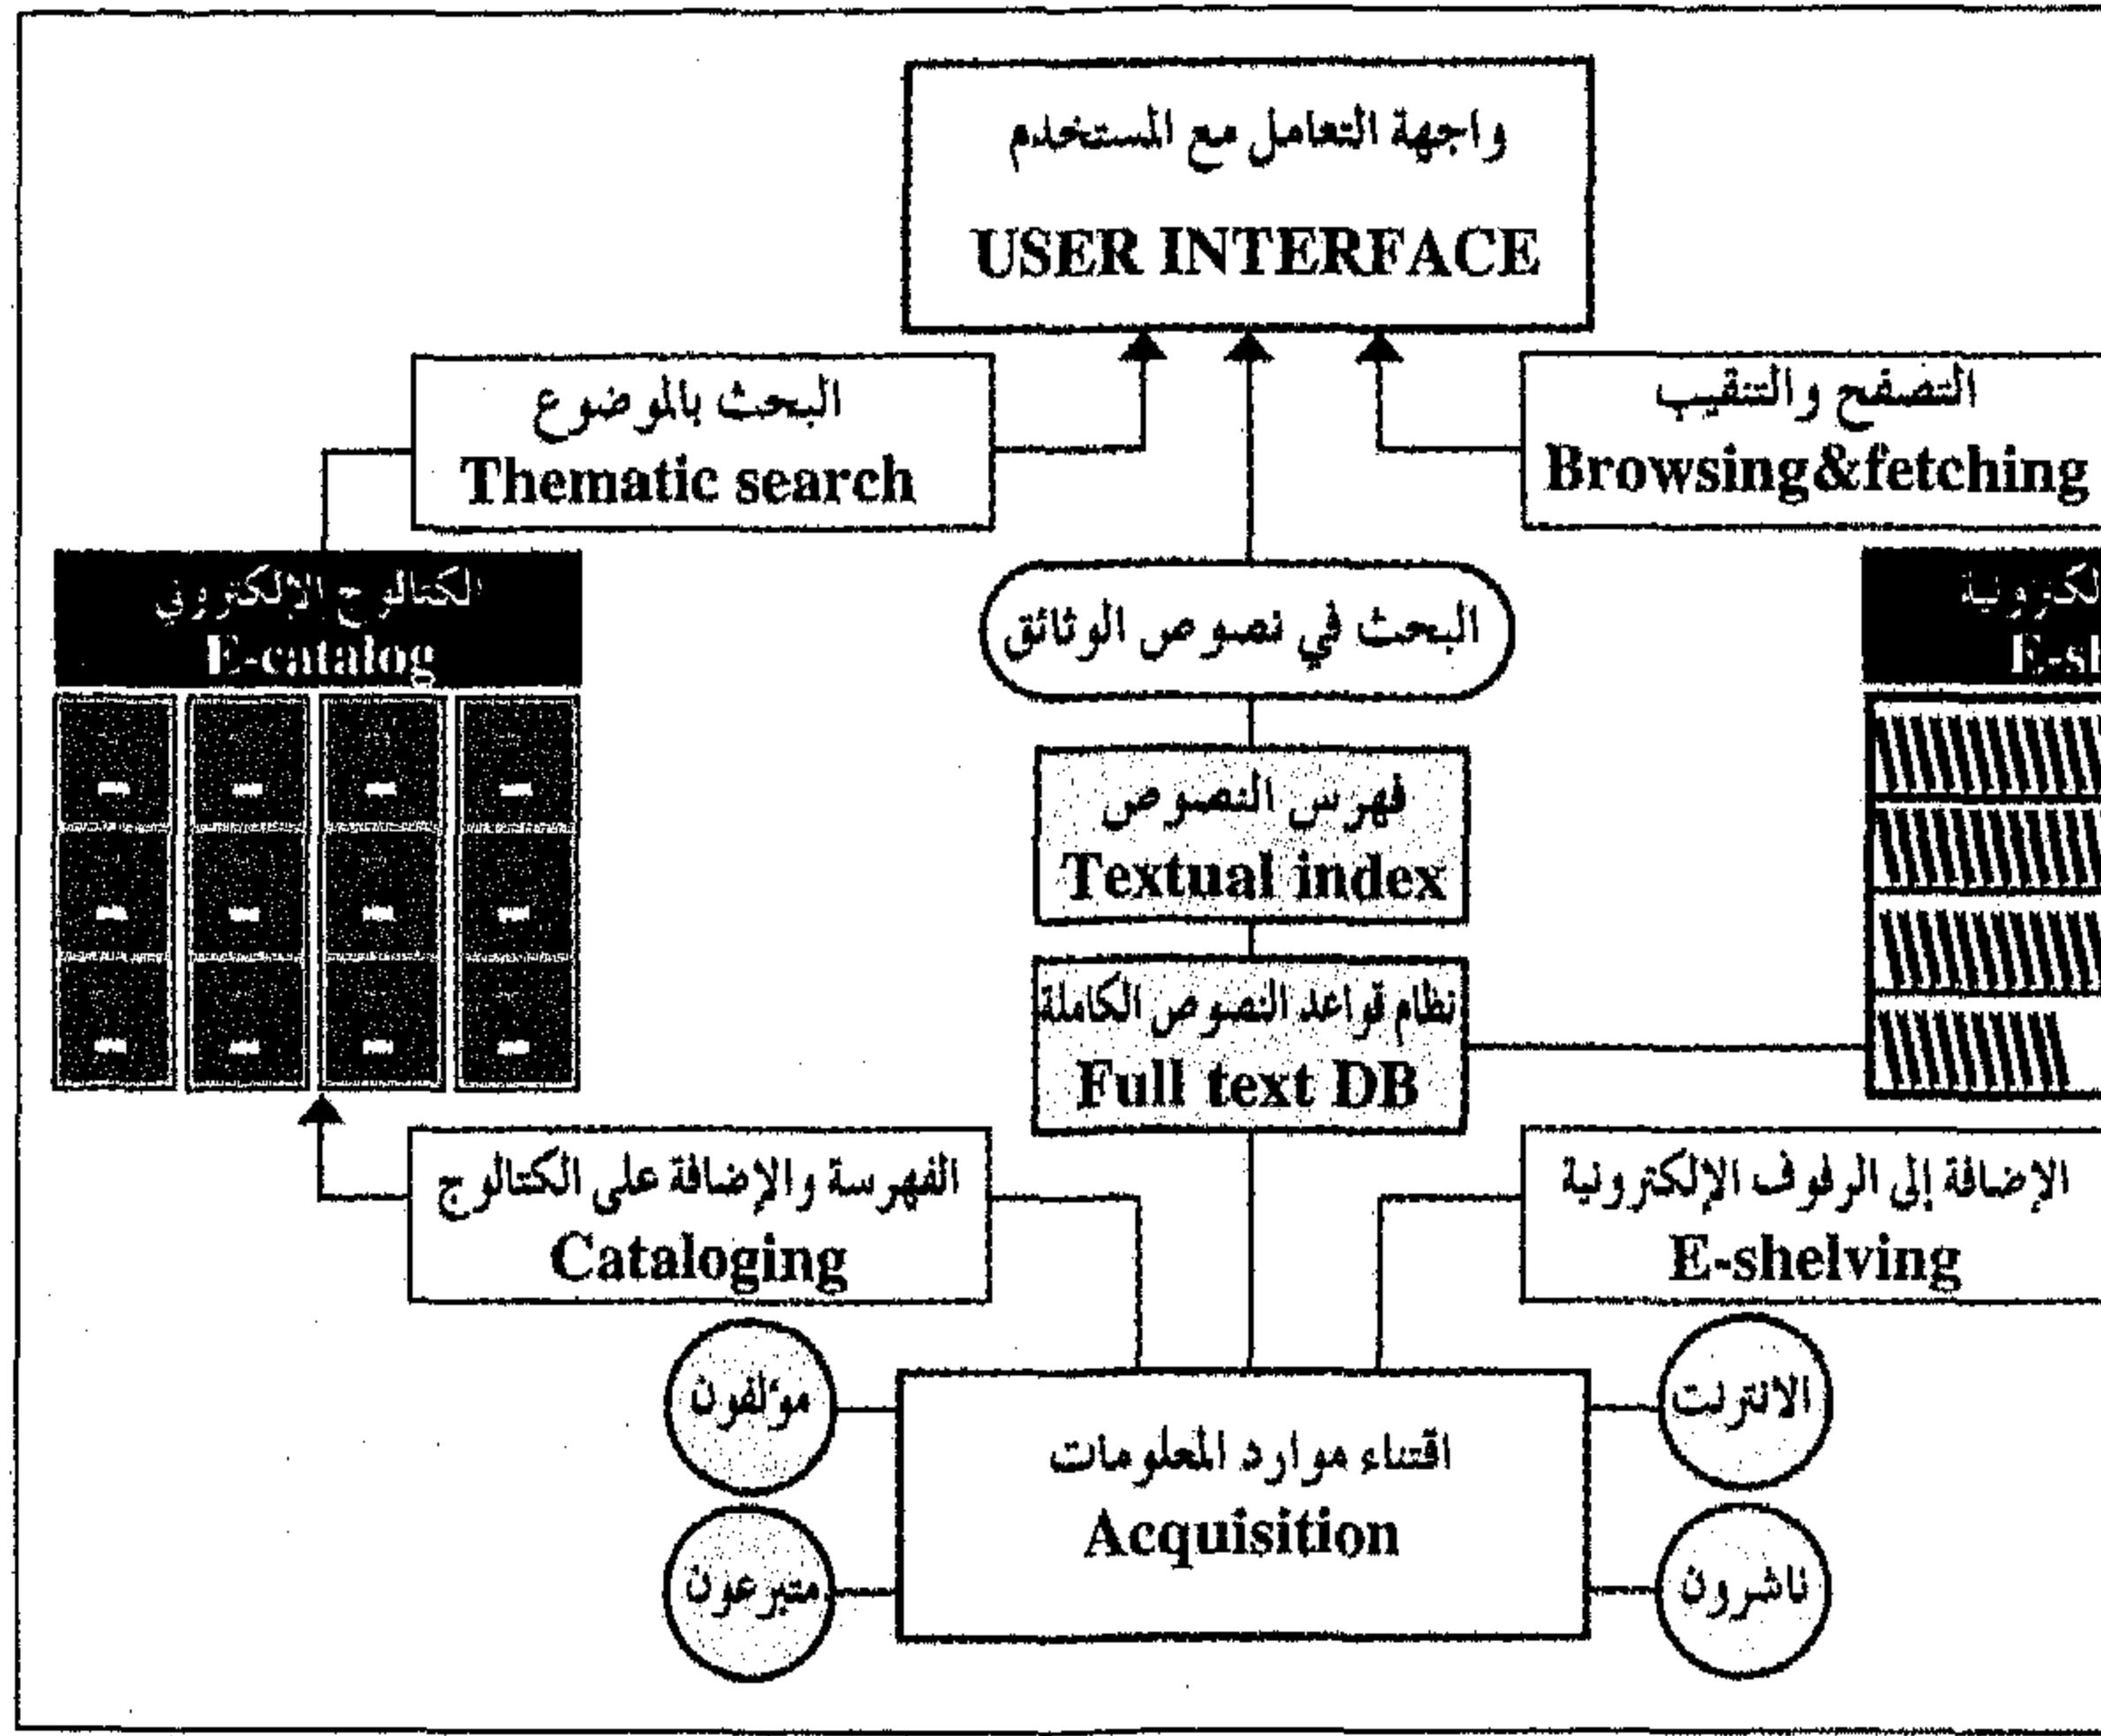 واجهة التعامل مع المستخدم
USER INTERFACE
البحث بالموضوع
Thematic search
التصفح والتنقيب
Browsing&fetching
لكتالوج الإلكتروني
E-catalog
البحث في نصوص الوثائق
E-sh
فهرس النصوص
Textual index
نظام قواعد النصوص الكاملة
Full text DB
الفهرسة والإضافة على الكتالوج
Cataloging
الإضافة إلى الرفوف الإلكترونية
E-shelving
مؤلفون
الانترنت
اقتناء موارد المعلومات
Acquisition
متبرعون
ناشرون